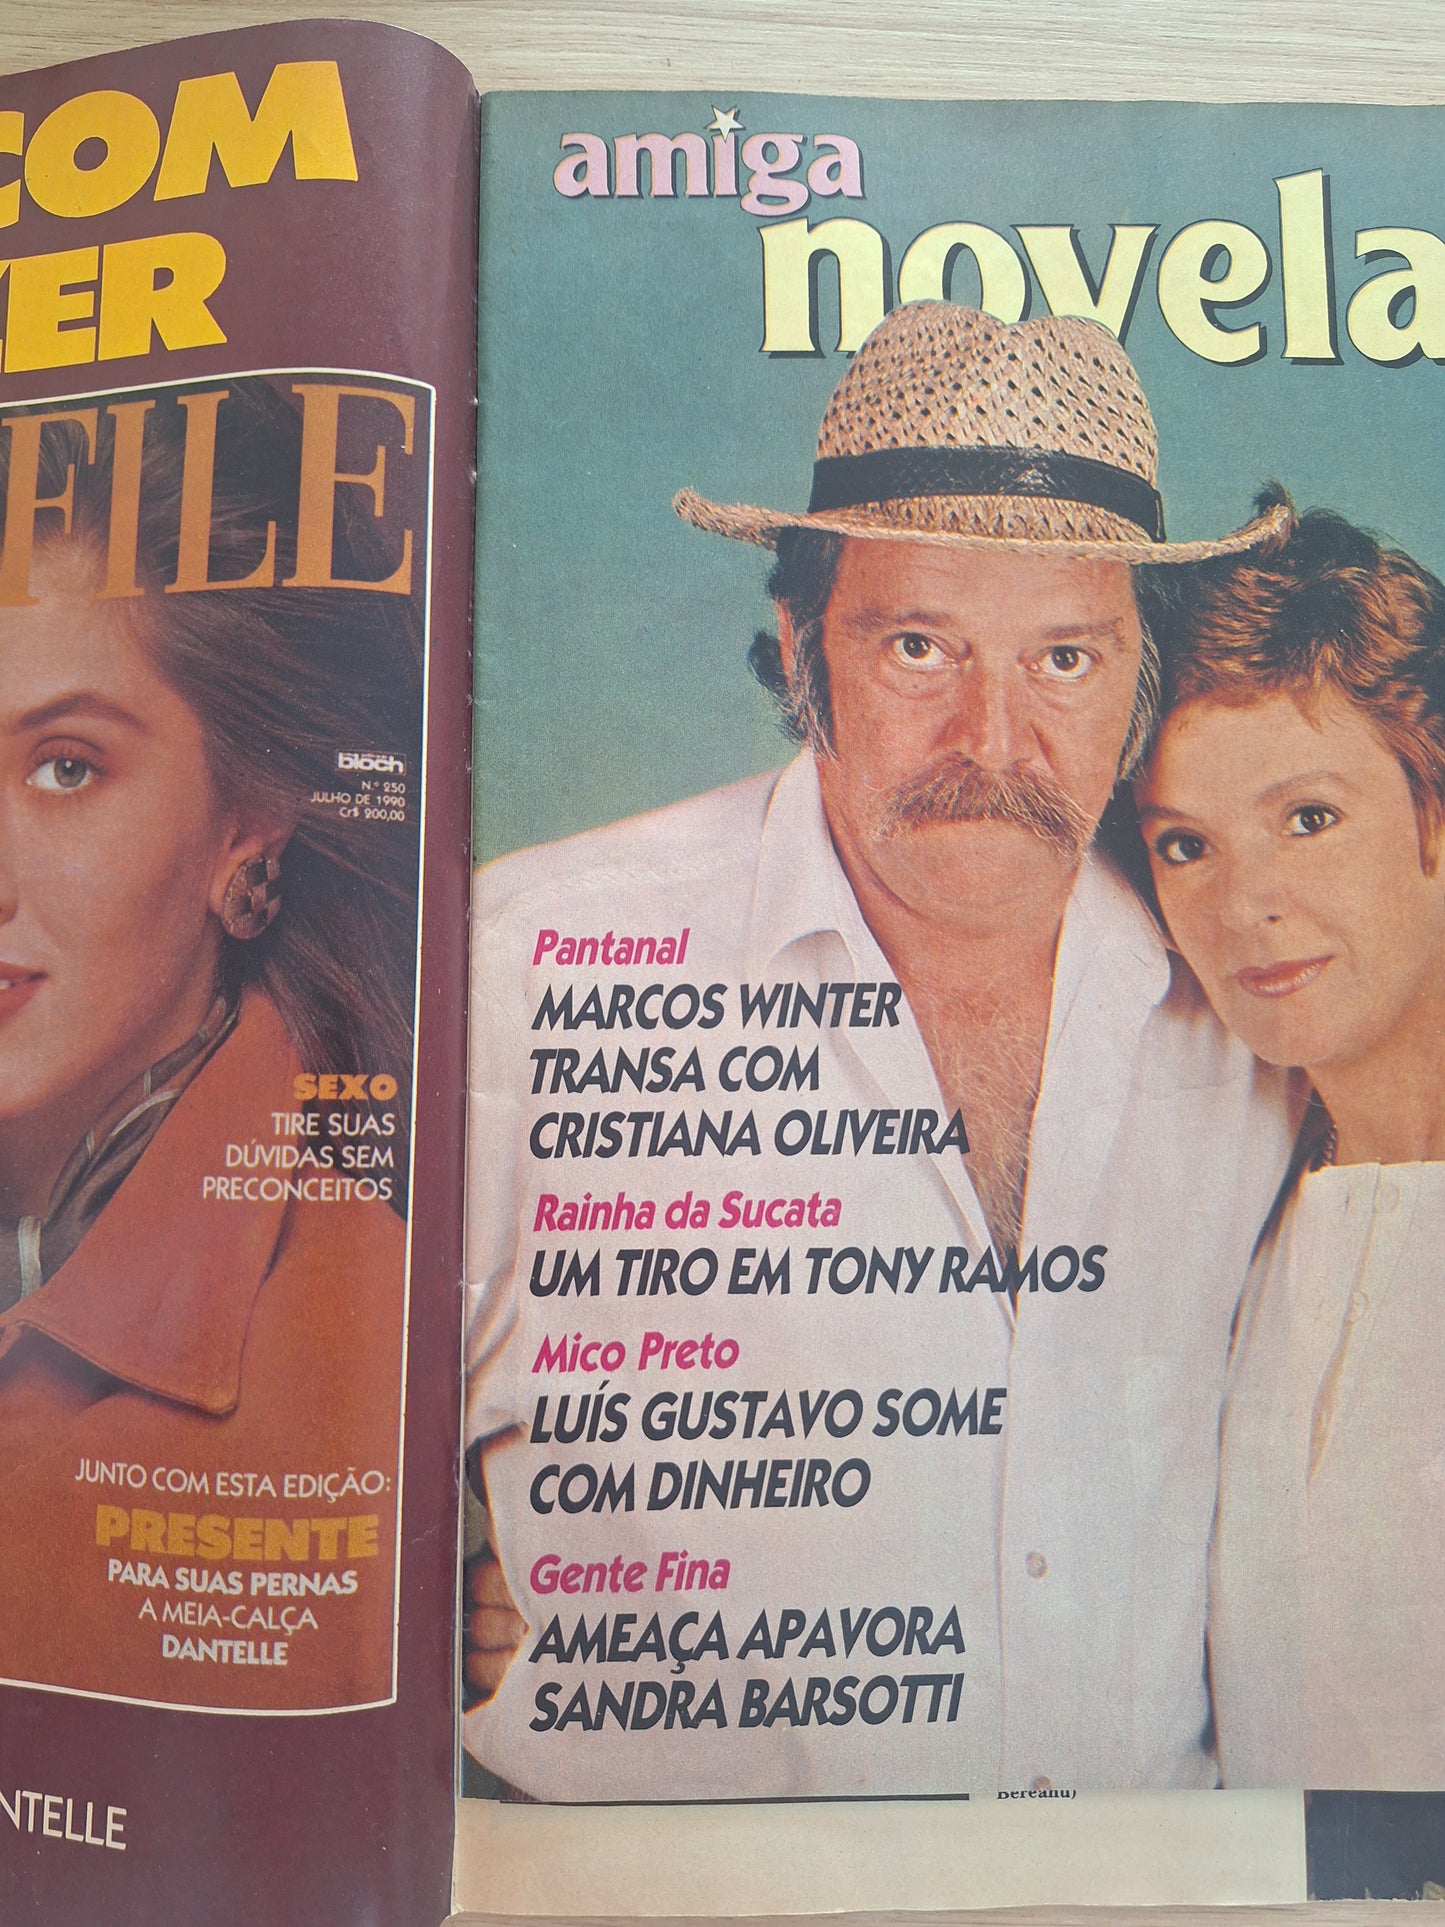 COM
ER
FILE
bloch
N.º 250
JULHO DE 1990
Cr$ 200,00
SEXO
TIRE SUAS
DÚVIDAS SEM
PRECONCEITOS
JUNTO COM ESTA EDIÇÃO:
PRESENTE
PARA SUAS PERNAS
A MEIA-CALÇA
DANTELLE
NTELLE
amiga
novela
Pantanal
MARCOS WINTER
TRANSA COM
CRISTIANA OLIVEIRA
Rainha da Sucata
UM TIRO EM TONY RAMOS
Mico Preto
LUÍS GUSTAVO SOME
COM DINHEIRO
Gente Fina
AMEAÇA APAVORA
SANDRA BARSOTTI
Bereanu)